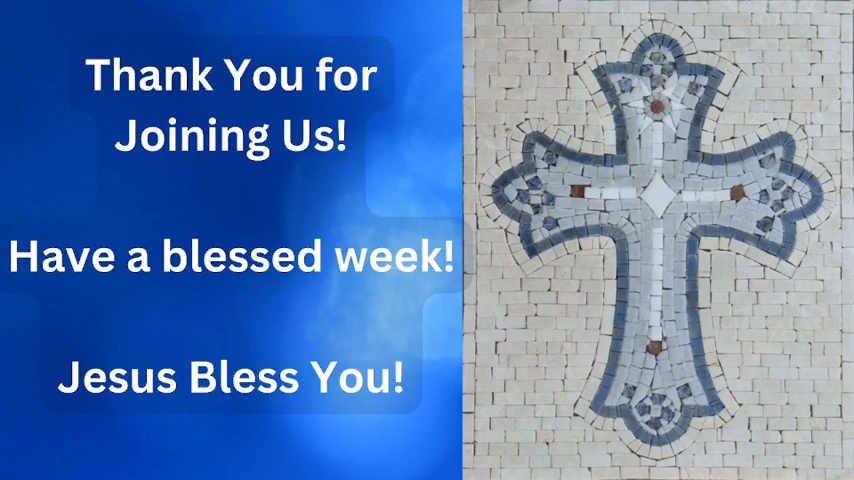 Thank You for
Joining Us!
Have a blessed week!
Jesus Bless You!